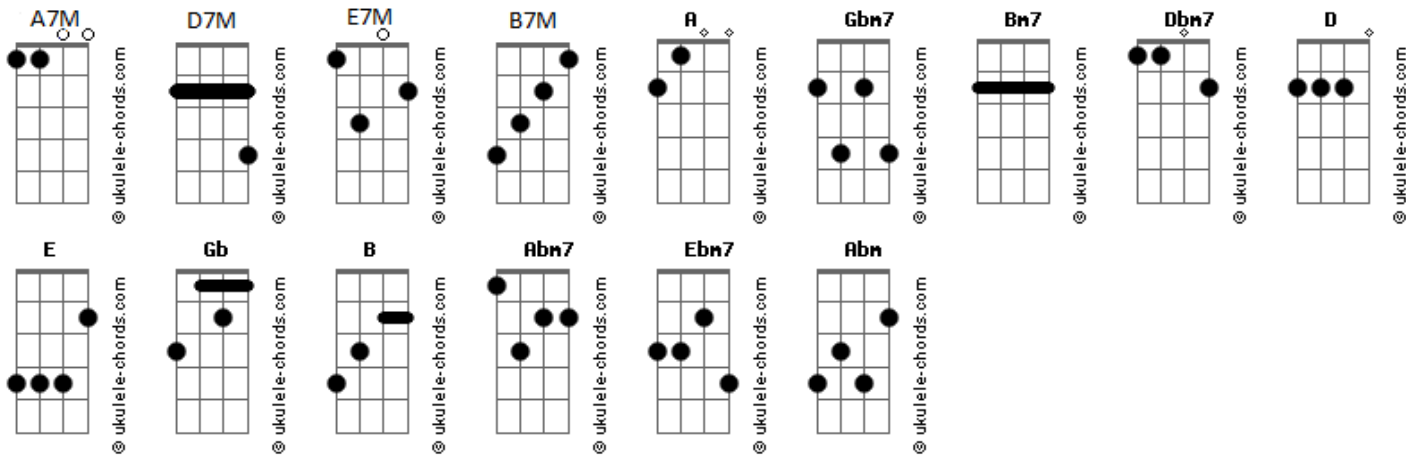 A7M D7M E7M B7M A Gbm7 Bm7 Dbm7 D
© ukulele-chords.com © ukulele-chords.com © ukulele-chords.com © ukulele-chords.com © ukulele-chords.com © ukulele-chords.com © ukulele-chords.com © ukulele-chords.com © ukulele-chords.com
E Gb B Abm7 Ebm7 Abm
© ukulele-chords.com © ukulele-chords.com © ukulele-chords.com © ukulele-chords.com © ukulele-chords.com © ukulele-chords.com